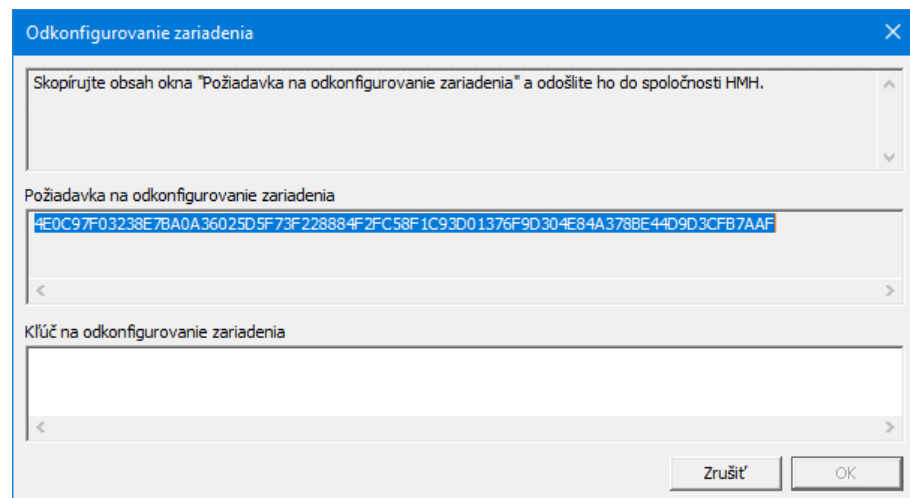 Odkonfigurovanie zariadenia
Skopírujte obsah okna "Požiadavka na odkonfigurovanie zariadenia" a odošlite ho do spoločnosti HMH.
Požiadavka na odkonfigurovanie zariadenia
4E0C97F03238E7BA0A36025D5F73F228884F2FC58F1C93D01376F9D304E84A378BE44D9D3CFB7AAF
Kľúč na odkonfigurovanie zariadenia
Zrušiť
OK